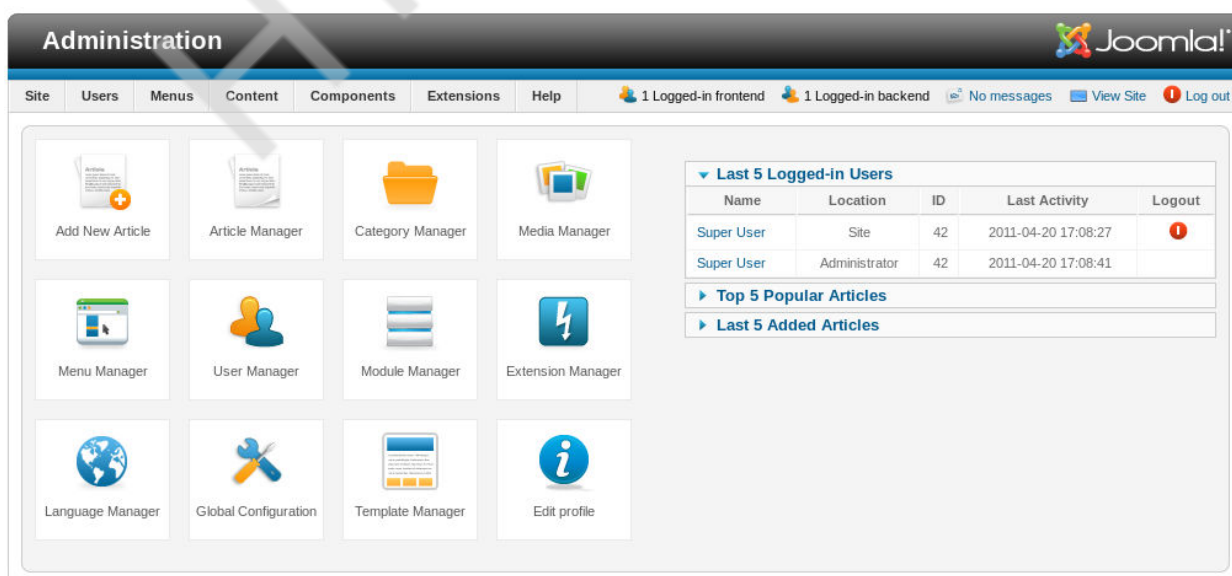 Administration
Joomla!
Site Users Menus Content Components Extensions Help 1 Logged-in frontend 1 Logged-in backend No messages View Site Log out
Add New Article Article Manager Category Manager Media Manager
Menu Manager User Manager Module Manager Extension Manager
Language Manager Global Configuration Template Manager Edit profile
Last 5 Logged-in Users
Name Location ID Last Activity Logout
Super User Site 42 2011-04-20 17:08:27
Super User Administrator 42 2011-04-20 17:08:41
Top 5 Popular Articles
Last 5 Added Articles